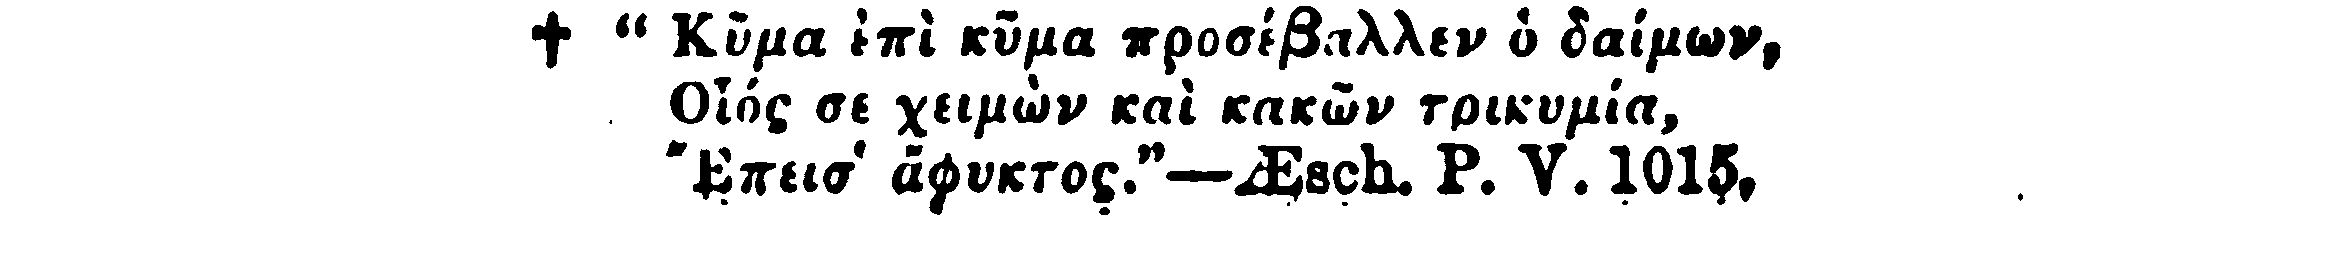 † “ Κῦμα ἐπὶ κῦμα προσέβαλλεν ὁ δαίμων,
Οἷός σε χειμὼν καὶ κακῶν τρικυμία,
Ἔπεισ᾽ ἄφυκτος.”—Æsch. P. V. 1015.